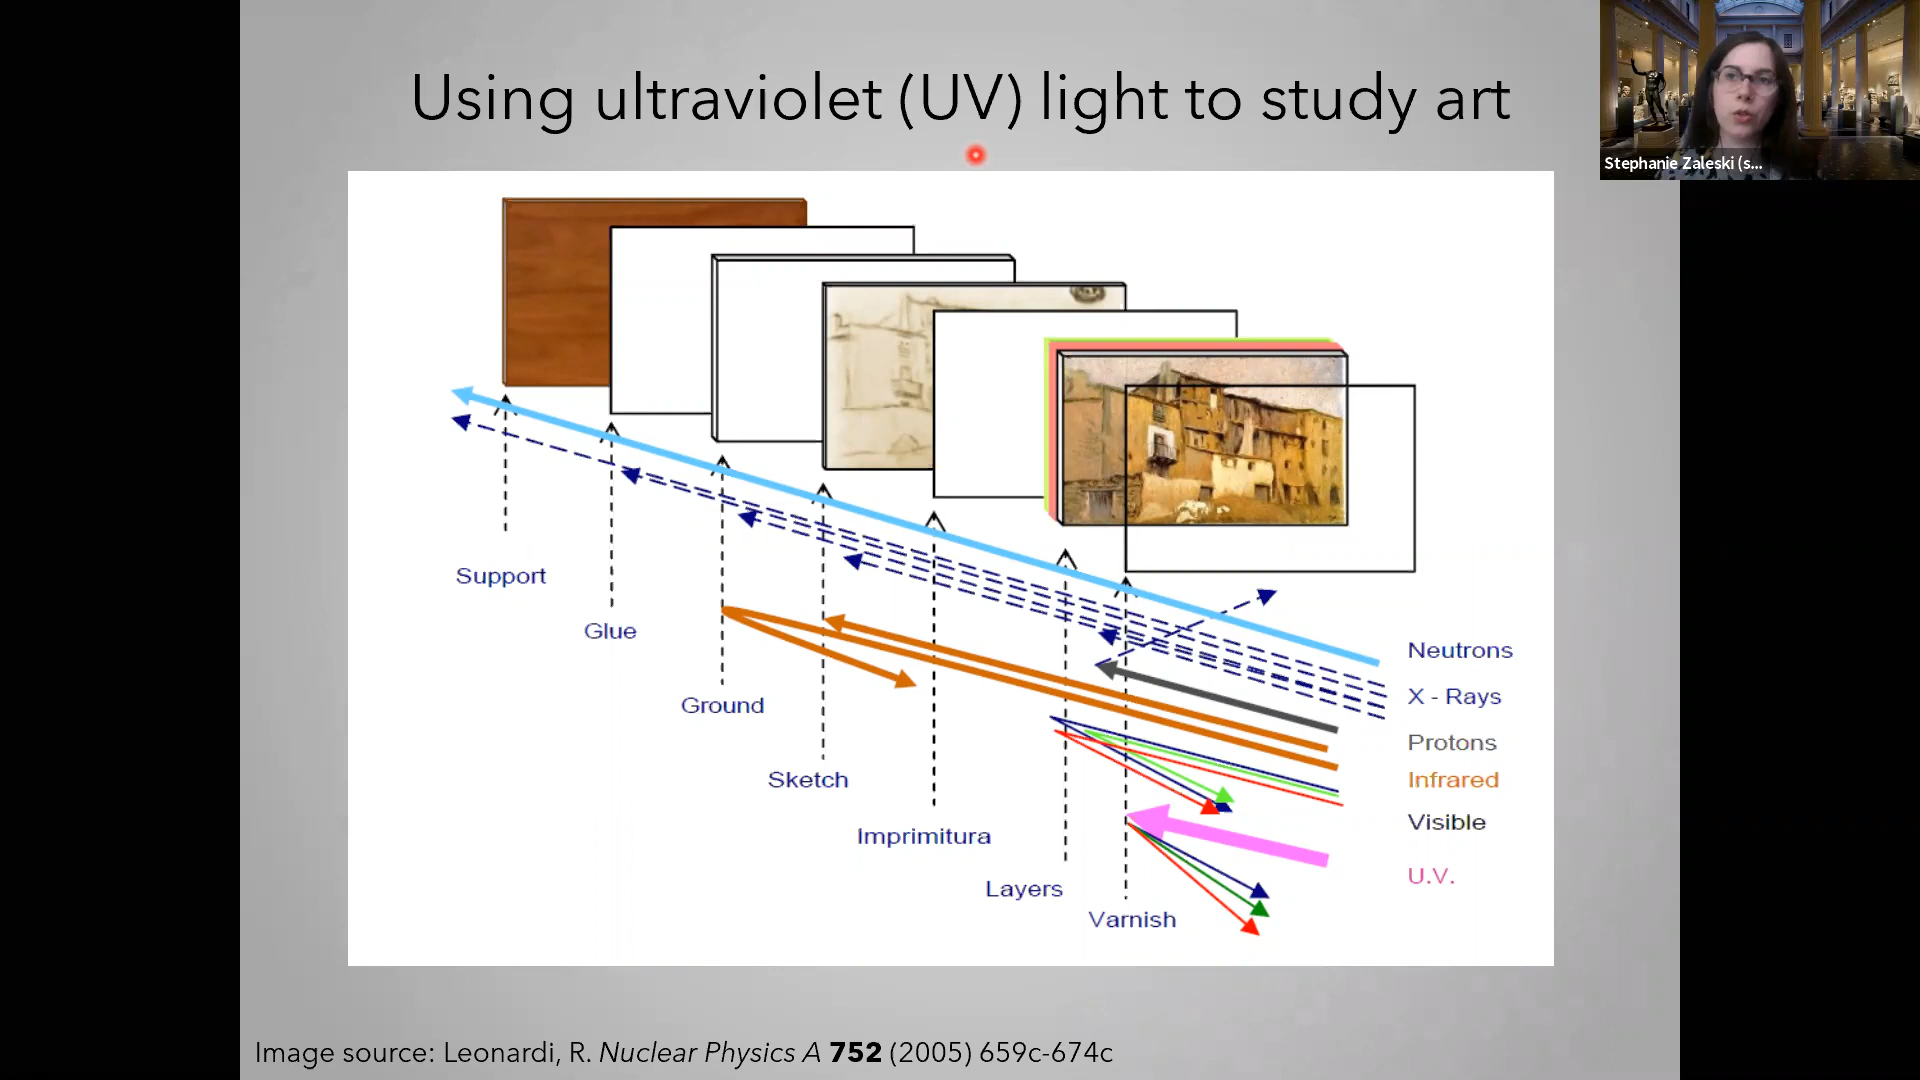 Using ultraviolet (UV) light to study art
Stephanie Zaleski (s...
Support
Glue
Ground
Sketch
Imprimitura
Layers
Varnish
Neutrons
X - Rays
Protons
Infrared
Visible
U.V.
Image source: Leonardi, R. Nuclear Physics A 752 (2005) 659c-674c